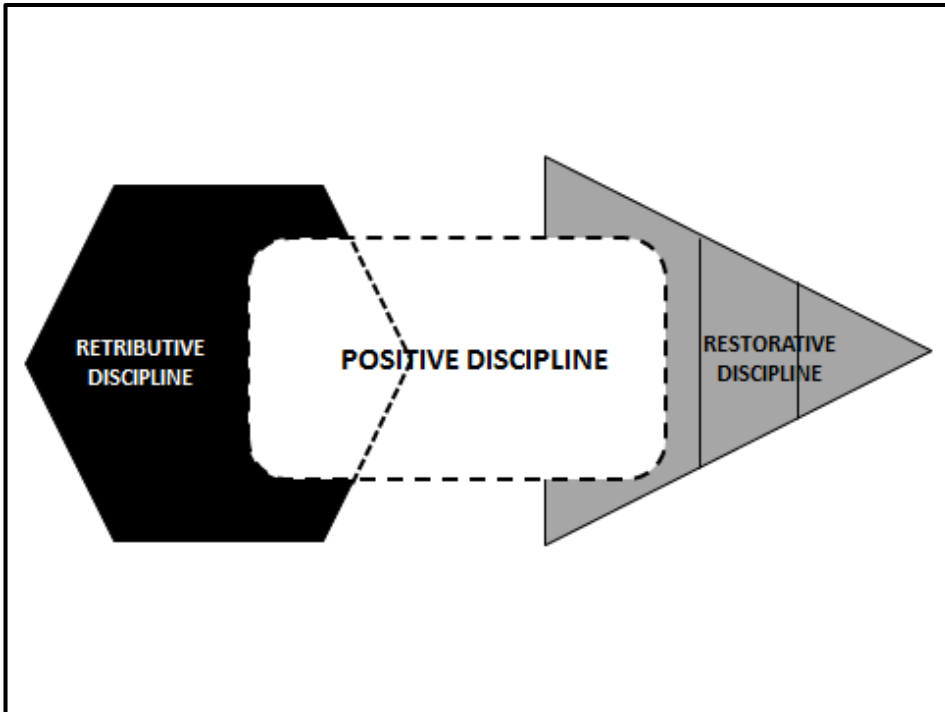 RETRIBUTIVE
DISCIPLINE
POSITIVE DISCIPLINE
RESTORATIVE
DISCIPLINE